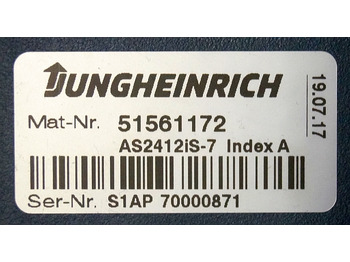 JUNGHEINRICH
Mat-Nr. 51561172
AS2412iS-7 Index A
Ser-Nr. S1AP 70000871
19.07.17